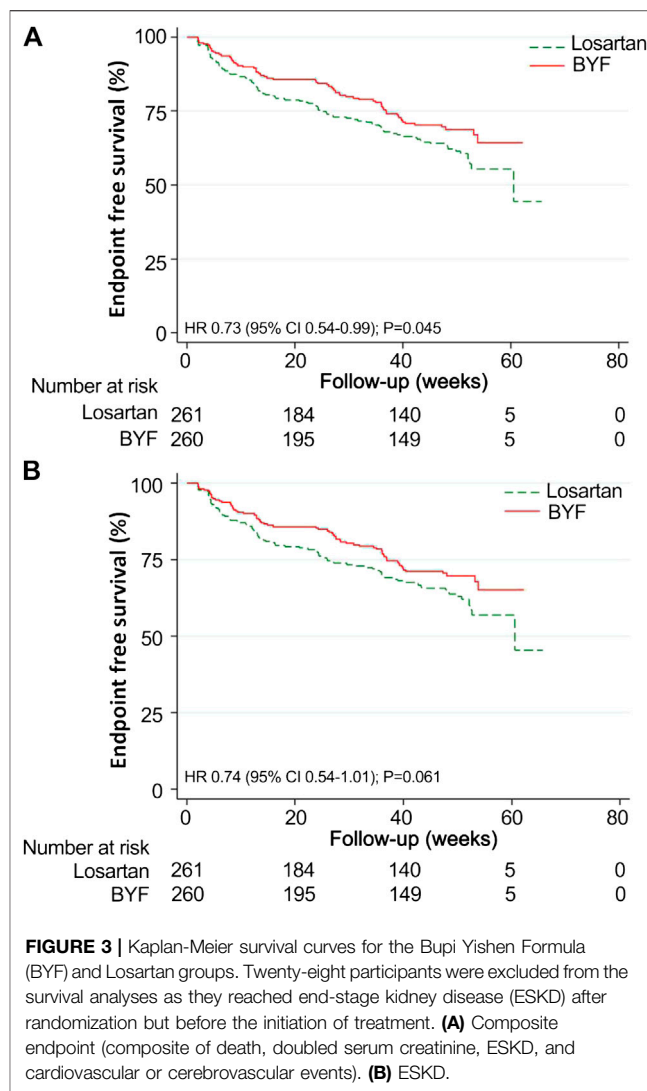 A
Losartan
BYF
100
75
50
25
0
Endpoint free survival (%)
HR 0.73 (95% CI 0.54-0.99); P=0.045
0 20 40 60 80
Follow-up (weeks)
Number at risk
Losartan 261 184 140 5 0
BYF 260 195 149 5 0
B
Losartan
BYF
100
75
50
25
0
Endpoint free survival (%)
HR 0.74 (95% CI 0.54-1.01); P=0.061
0 20 40 60 80
Follow-up (weeks)
Number at risk
Losartan 261 184 140 5 0
BYF 260 195 149 5 0
FIGURE 3 | Kaplan-Meier survival curves for the Bupi Yishen Formula
(BYF) and Losartan groups. Twenty-eight participants were excluded from the
survival analyses as they reached end-stage kidney disease (ESKD) after
randomization but before the initiation of treatment. (A) Composite
endpoint (composite of death, doubled serum creatinine, ESKD, and
cardiovascular or cerebrovascular events). (B) ESKD.